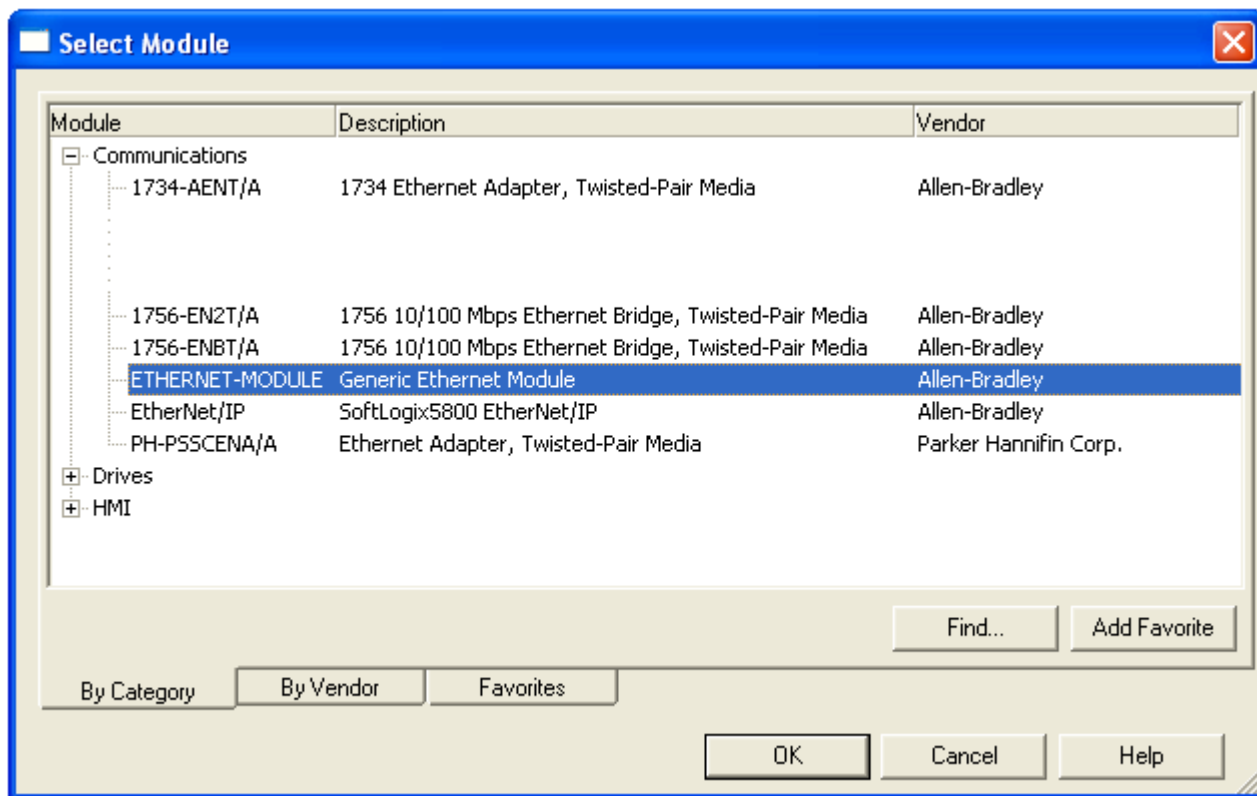 Select Module
Module Description Vendor
Communications
1734-AENT/A 1734 Ethernet Adapter, Twisted-Pair Media Allen-Bradley
1756-EN2T/A 1756 10/100 Mbps Ethernet Bridge, Twisted-Pair Media Allen-Bradley
1756-ENBT/A 1756 10/100 Mbps Ethernet Bridge, Twisted-Pair Media Allen-Bradley
ETHERNET-MODULE Generic Ethernet Module Allen-Bradley
EtherNet/IP SoftLogix5800 EtherNet/IP Allen-Bradley
PH-PSSCENA/A Ethernet Adapter, Twisted-Pair Media Parker Hannifin Corp.
Drives
HMI
Find... Add Favorite
By Category By Vendor Favorites
OK Cancel Help